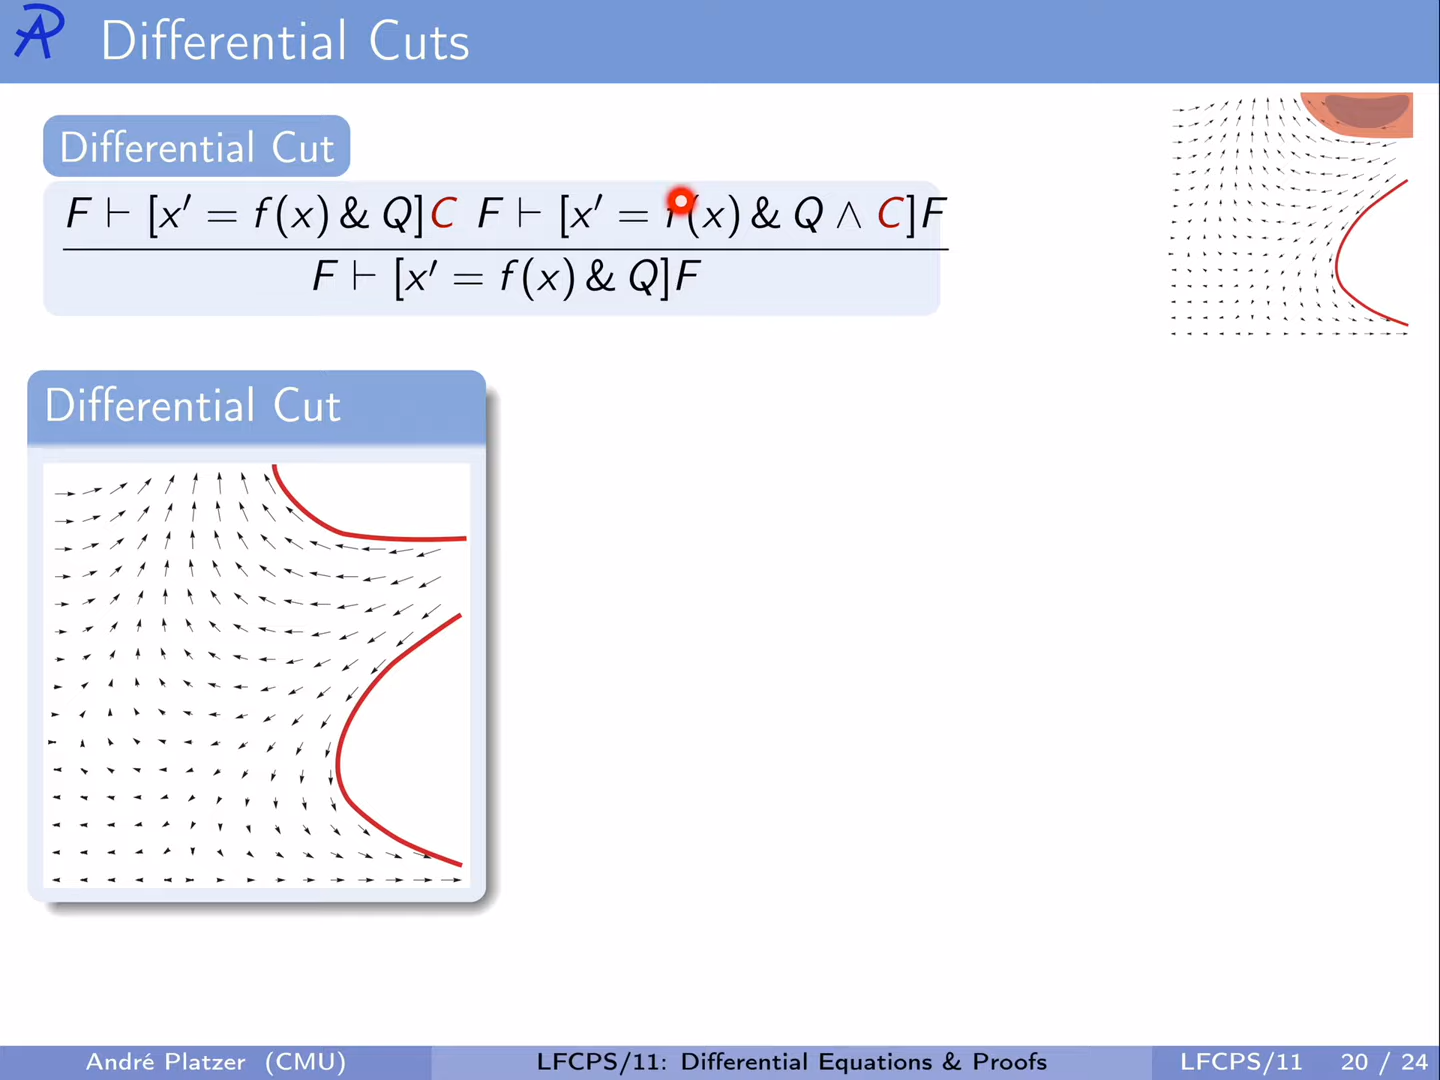 Differential Cuts
Differential Cut
F ⊢ [x′ = f(x) & Q]C F ⊢ [x′ = f(x) & Q ∧ C]F
F ⊢ [x′ = f(x) & Q]F
Differential Cut
André Platzer (CMU) LFCPS/11: Differential Equations & Proofs LFCPS/11 20 / 24